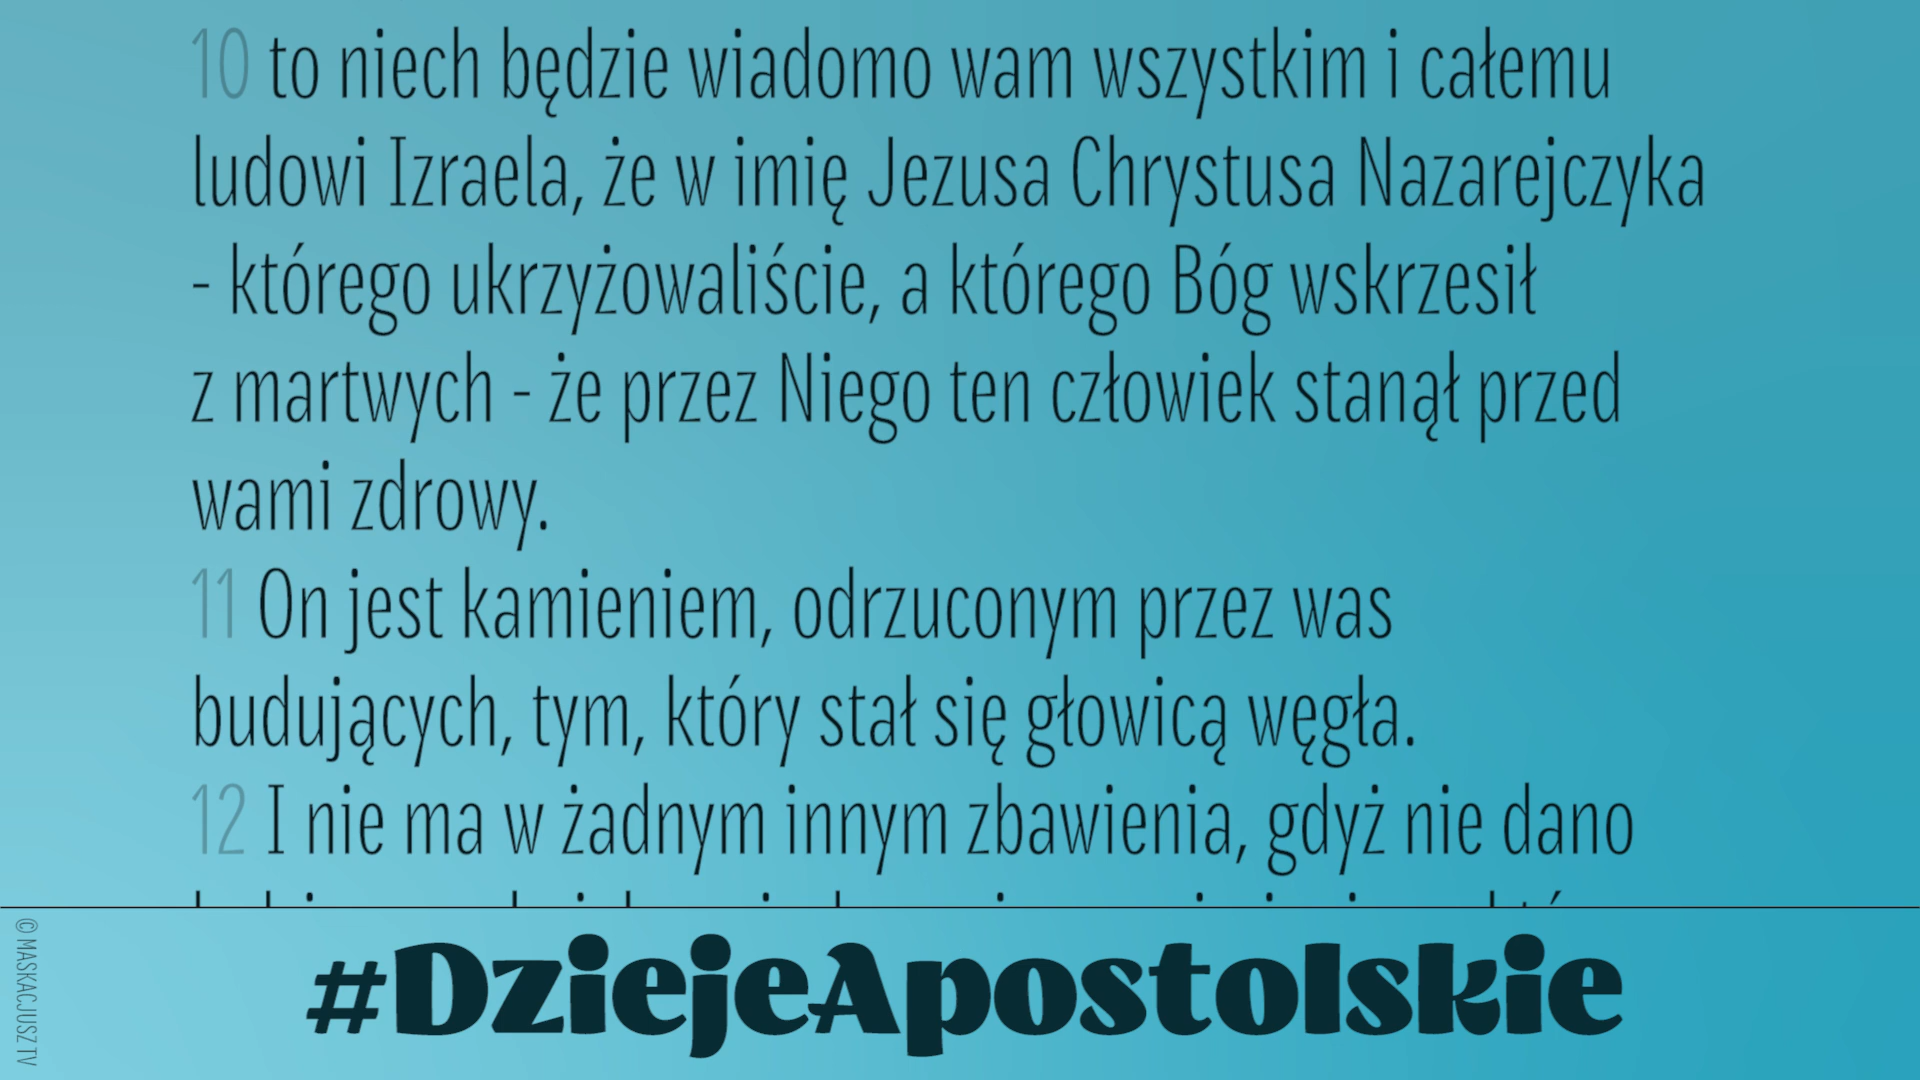 10 to niech będzie wiadomo wam wszystkim i całemu
ludowi Izraela, że w imię Jezusa Chrystusa Nazarejczyka
- którego ukrzyżowaliście, a którego Bóg wskrzesił
z martwych - że przez Niego ten człowiek stanął przed
wami zdrowy.
11 On jest kamieniem, odrzuconym przez was
budujących, tym, który stał się głowicą węgła.
12 I nie ma w żadnym innym zbawienia, gdyż nie dano
#DziejeApostolskie
© MASKACJUSZ TV